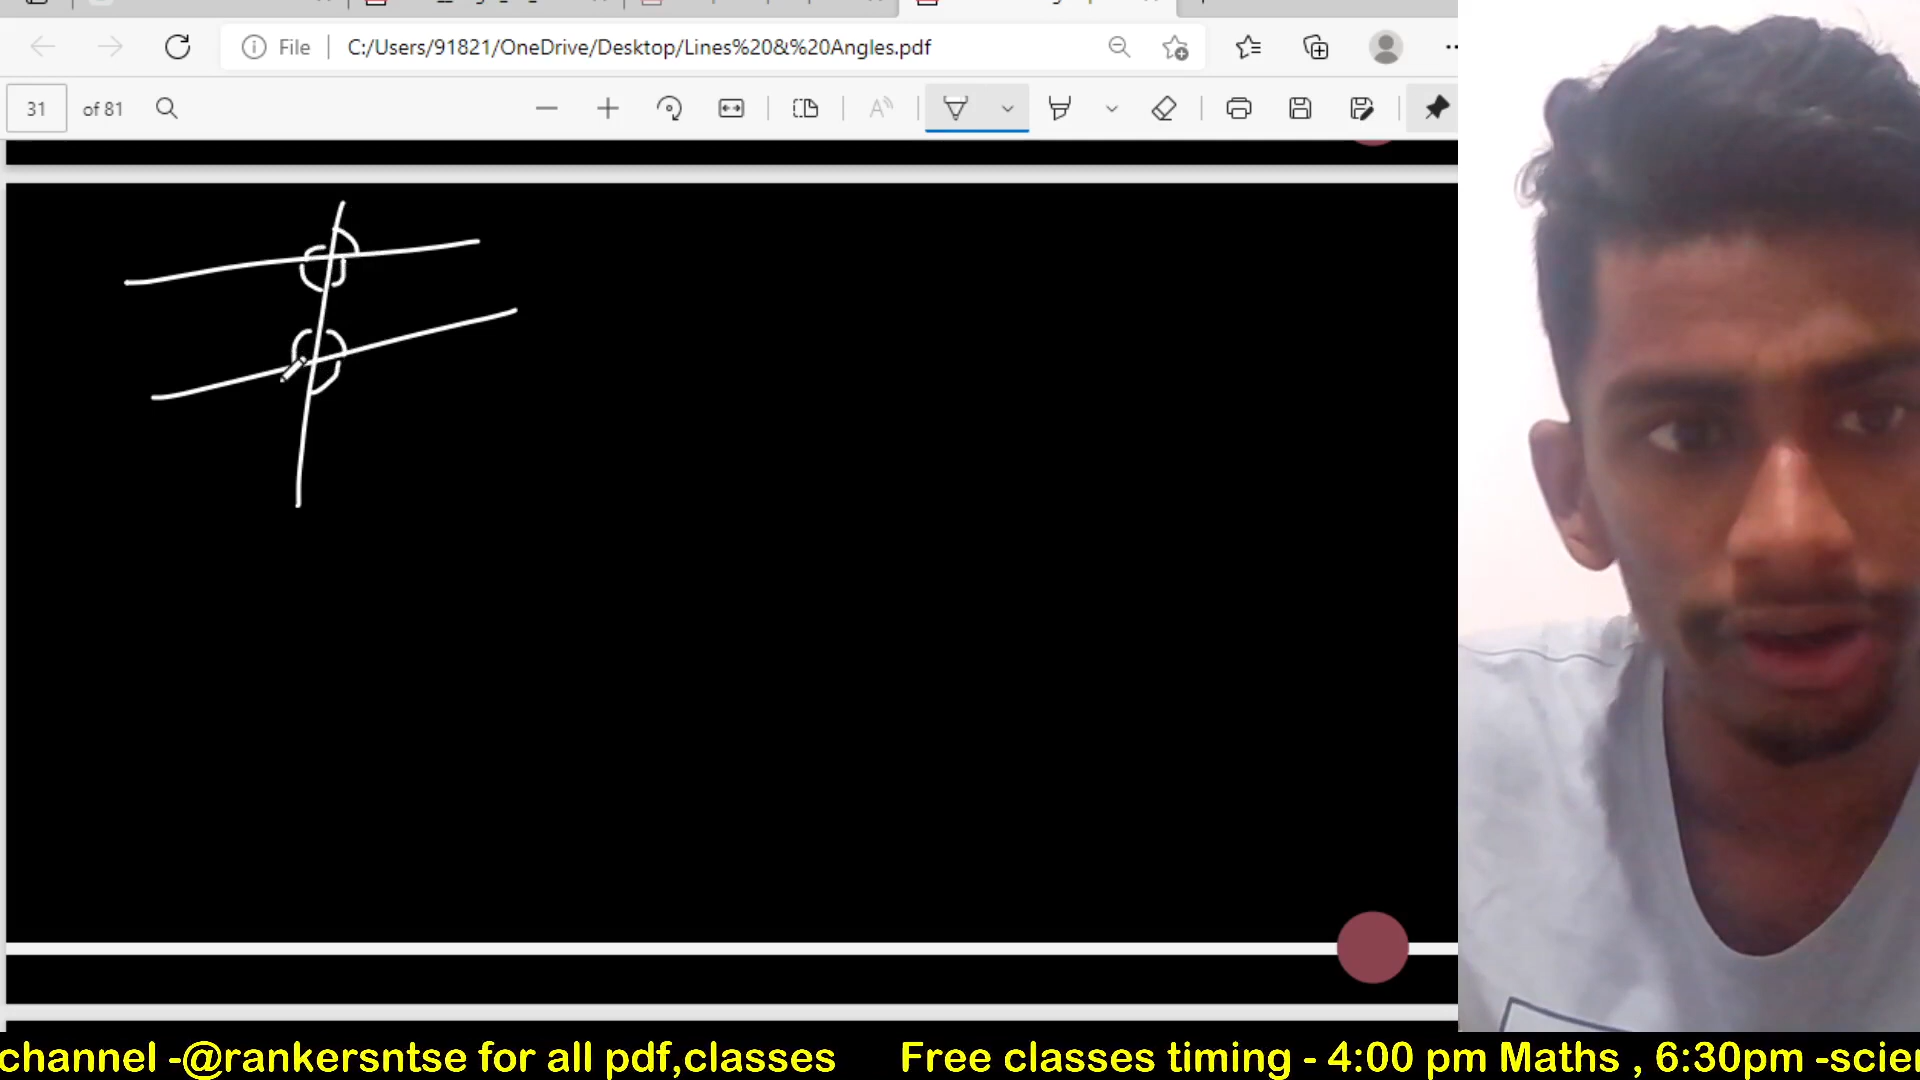 File
C:/Users/91821/OneDrive/Desktop/Lines%20&%20Angles.pdf
31 of 81
channel -@rankersntse for all pdf,classes Free classes timing - 4:00 pm Maths , 6:30pm -scien